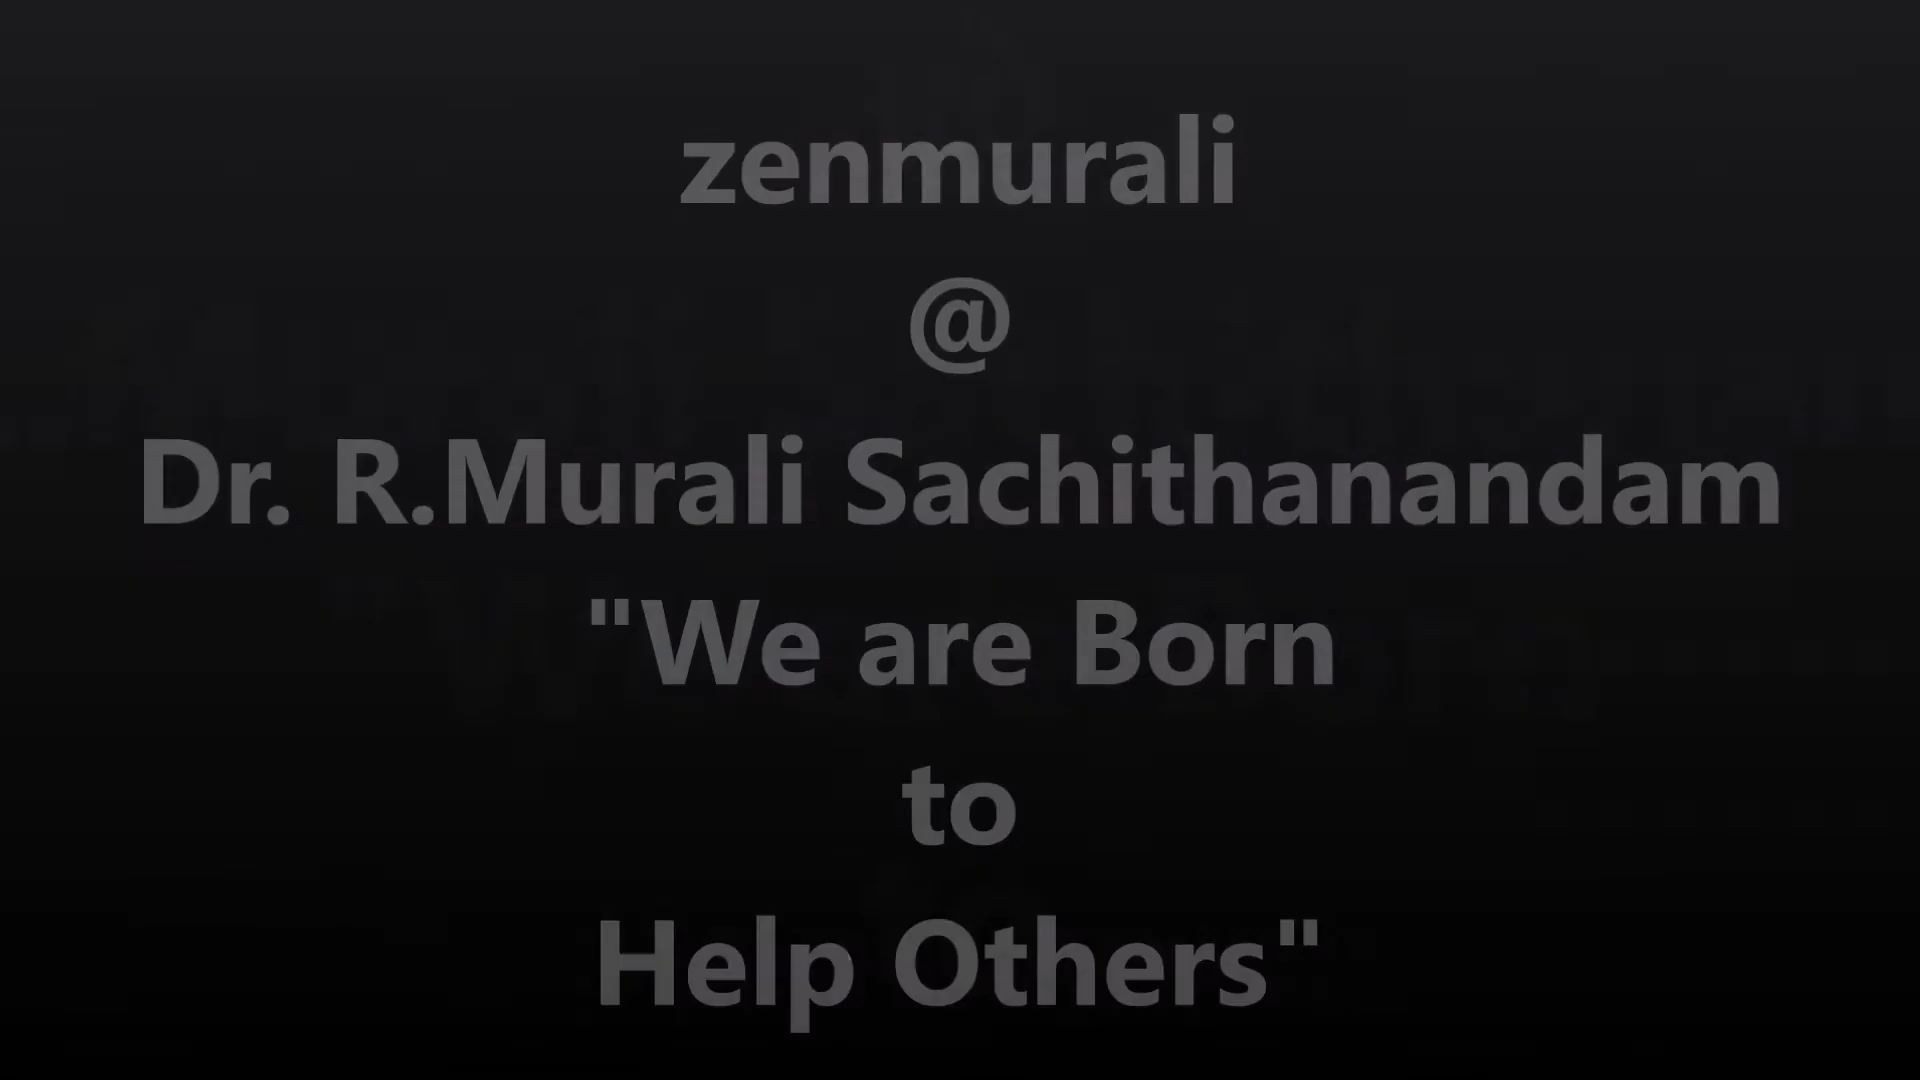 zenmurali
@
Dr. R.Murali Sachithanandam
"We are Born
to
Help Others"